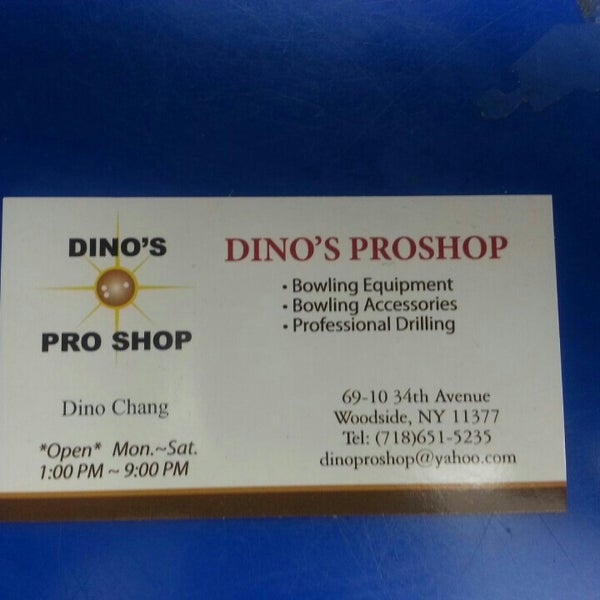 DINO'S
PRO SHOP
Dino Chang
*Open* Mon.~Sat.
1:00 PM ~ 9:00 PM
DINO'S PROSHOP
• Bowling Equipment
• Bowling Accessories
• Professional Drilling
69-10 34th Avenue
Woodside, NY 11377
Tel: (718)651-5235
dinoproshop@yahoo.com